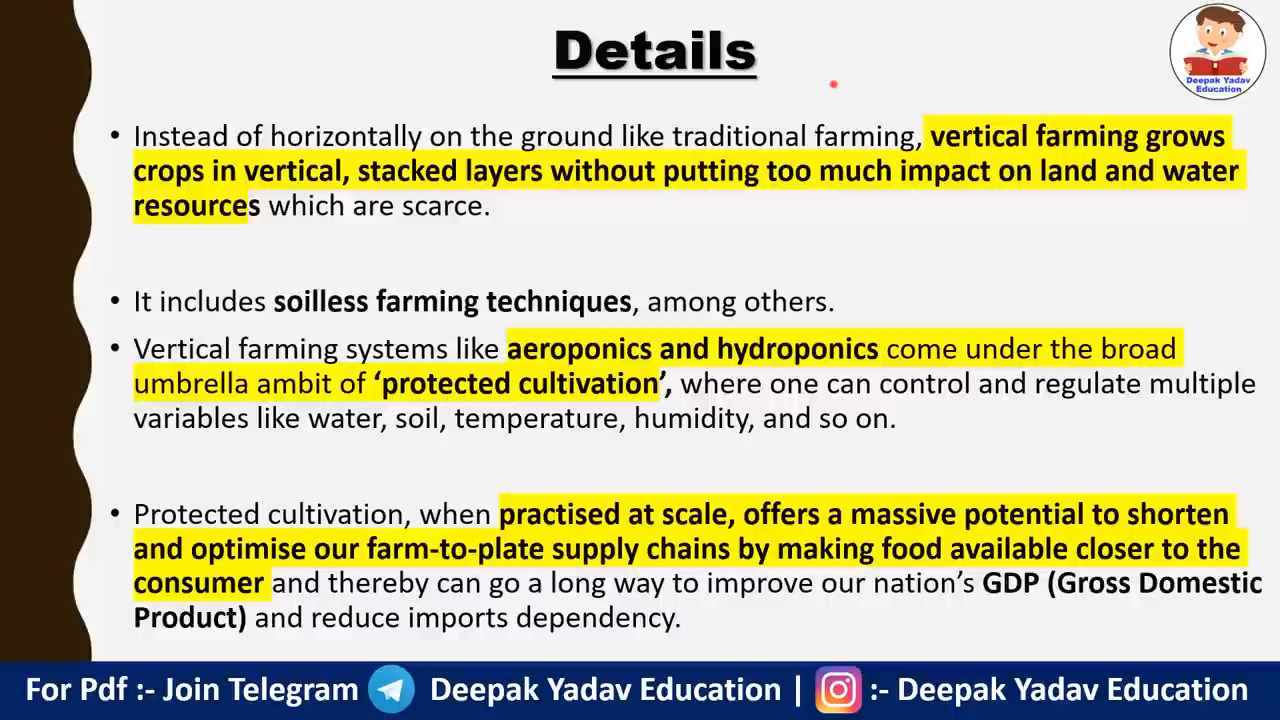 Details
Deepak Yadav
Education
• Instead of horizontally on the ground like traditional farming, vertical farming grows
crops in vertical, stacked layers without putting too much impact on land and water
resources which are scarce.
• It includes soilless farming techniques, among others.
• Vertical farming systems like aeroponics and hydroponics come under the broad
umbrella ambit of ‘protected cultivation’, where one can control and regulate multiple
variables like water, soil, temperature, humidity, and so on.
• Protected cultivation, when practised at scale, offers a massive potential to shorten
and optimise our farm-to-plate supply chains by making food available closer to the
consumer and thereby can go a long way to improve our nation’s GDP (Gross Domestic
Product) and reduce imports dependency.
For Pdf :- Join Telegram Deepak Yadav Education | :- Deepak Yadav Education